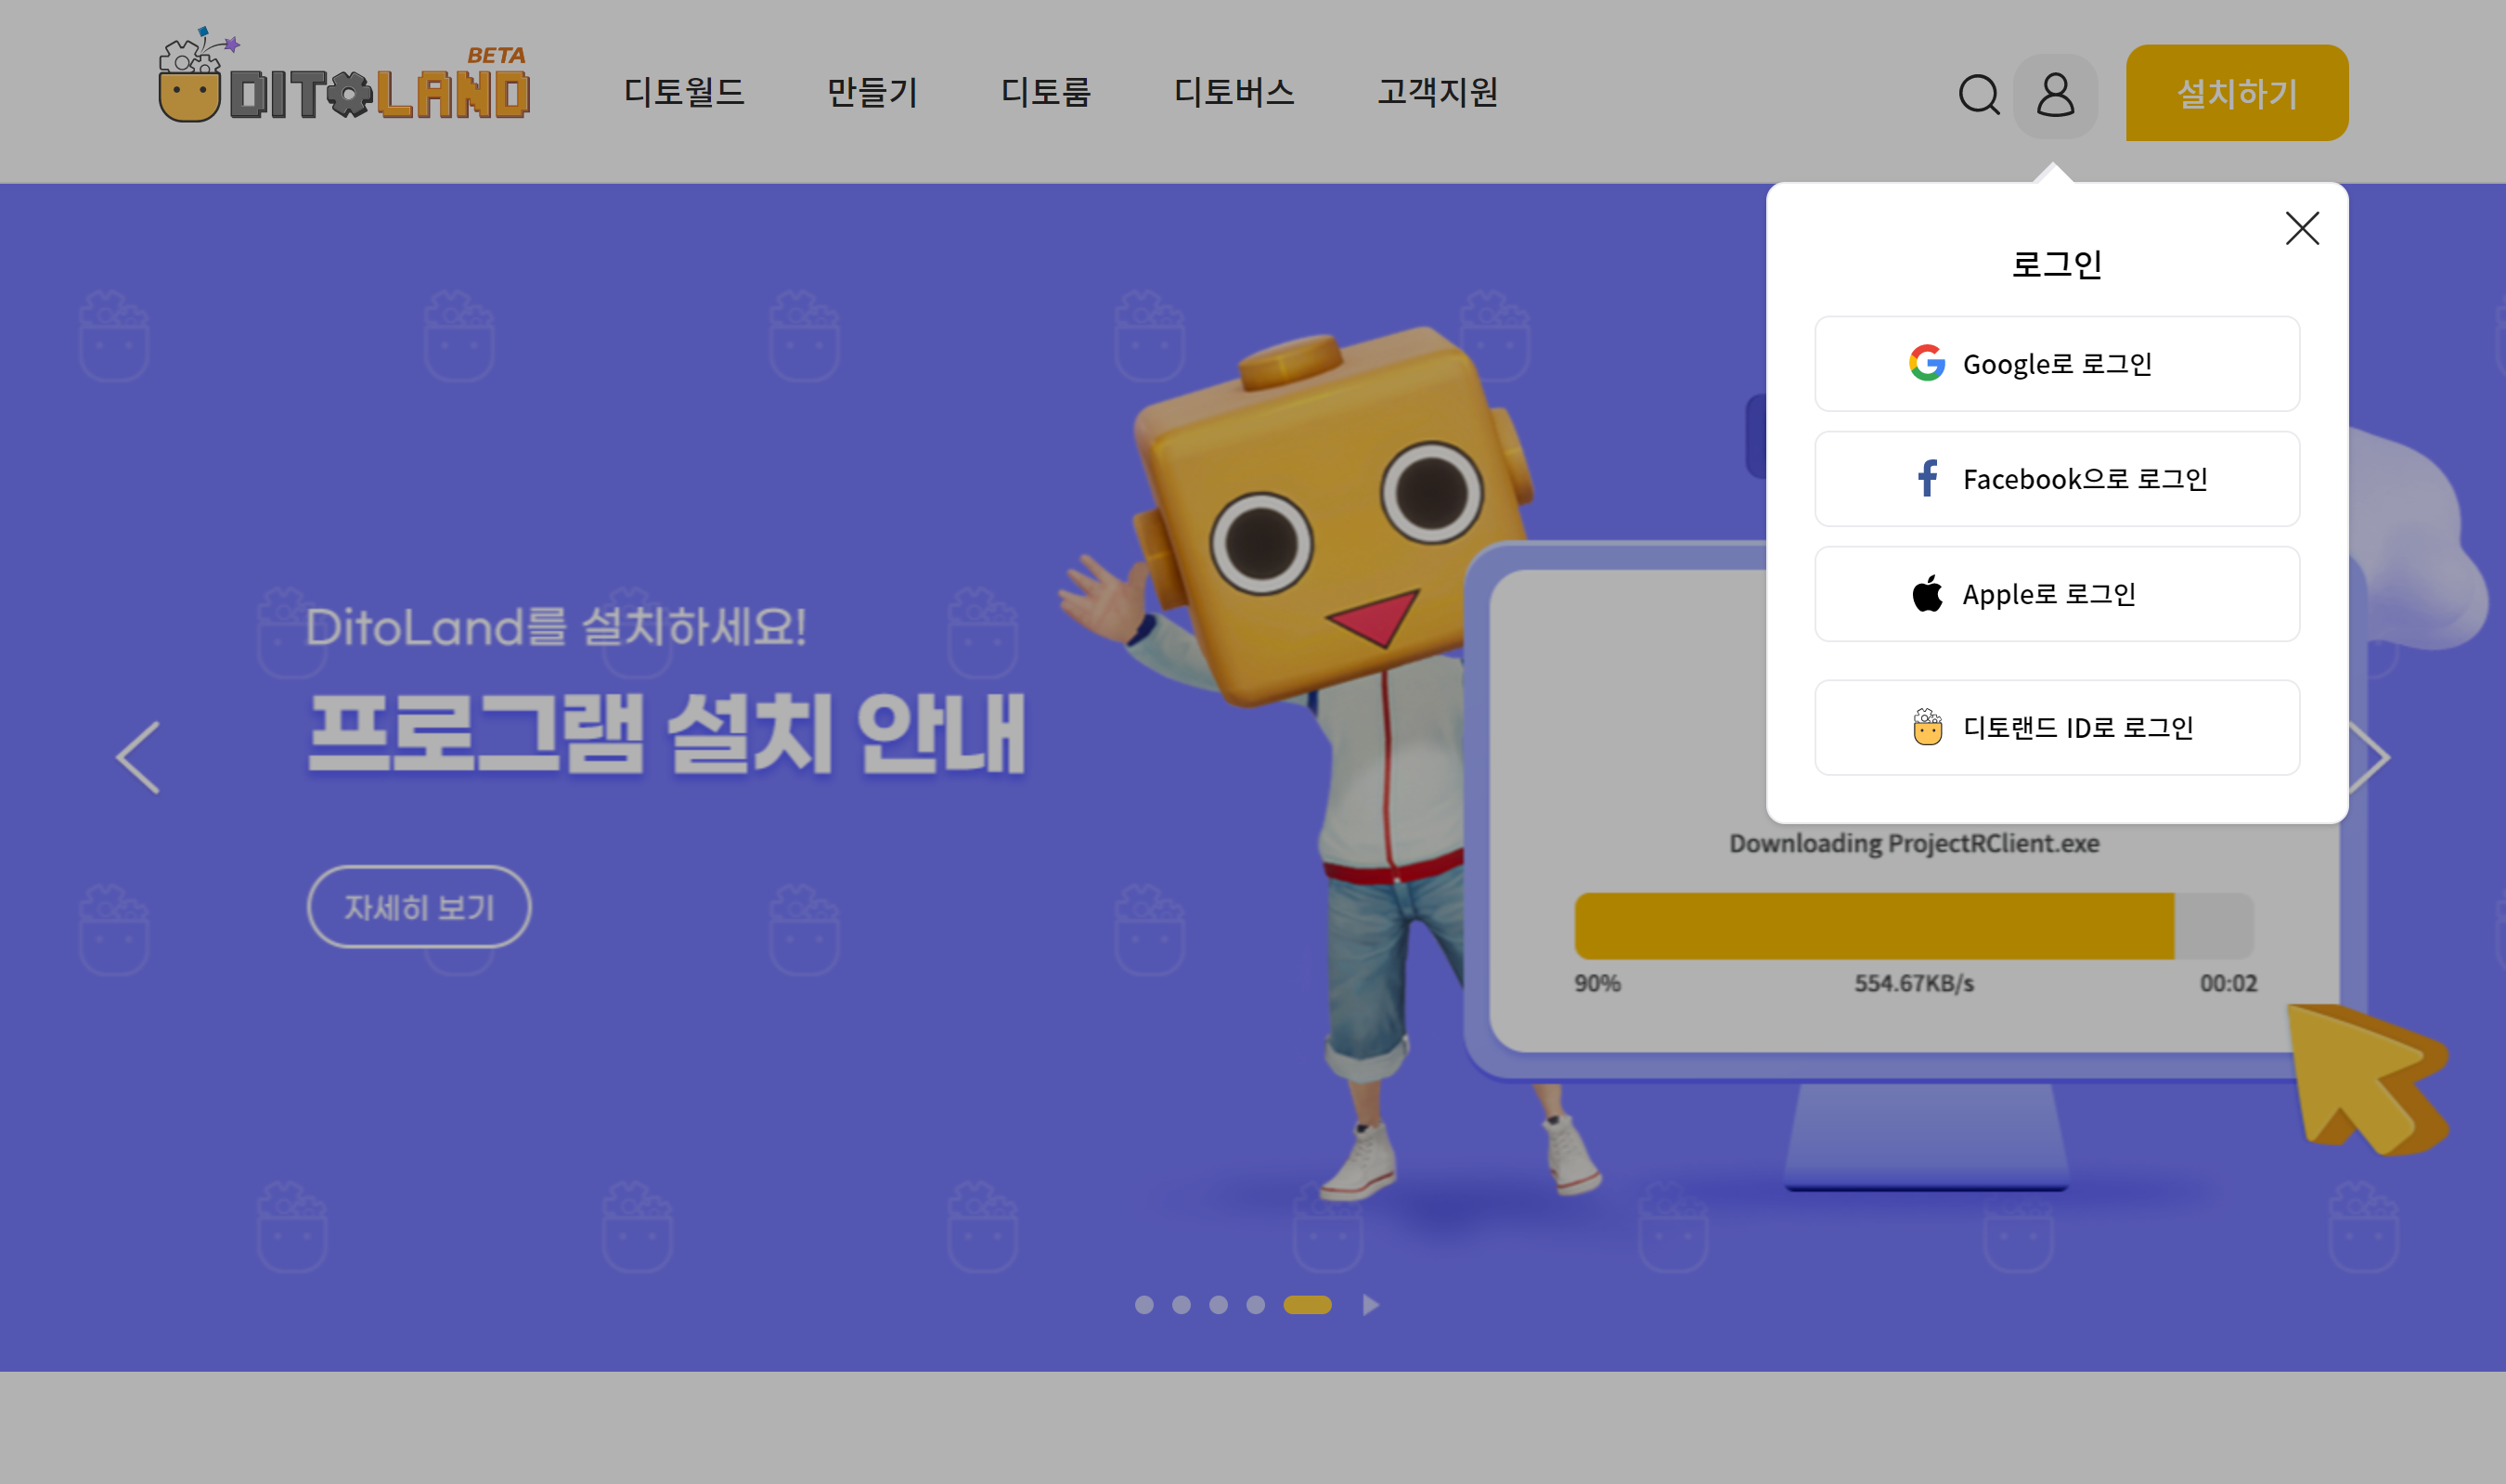 BETA
DITOLAND
디토월드
만들기
디토룸
디토버스
고객지원
설치하기
로그인
Google로 로그인
Facebook으로 로그인
Apple로 로그인
디토랜드 ID로 로그인
DitoLand를 설치하세요!
프로그램 설치 안내
자세히 보기
Downloading ProjectRClient.exe
90% 554.67KB/s 00:02